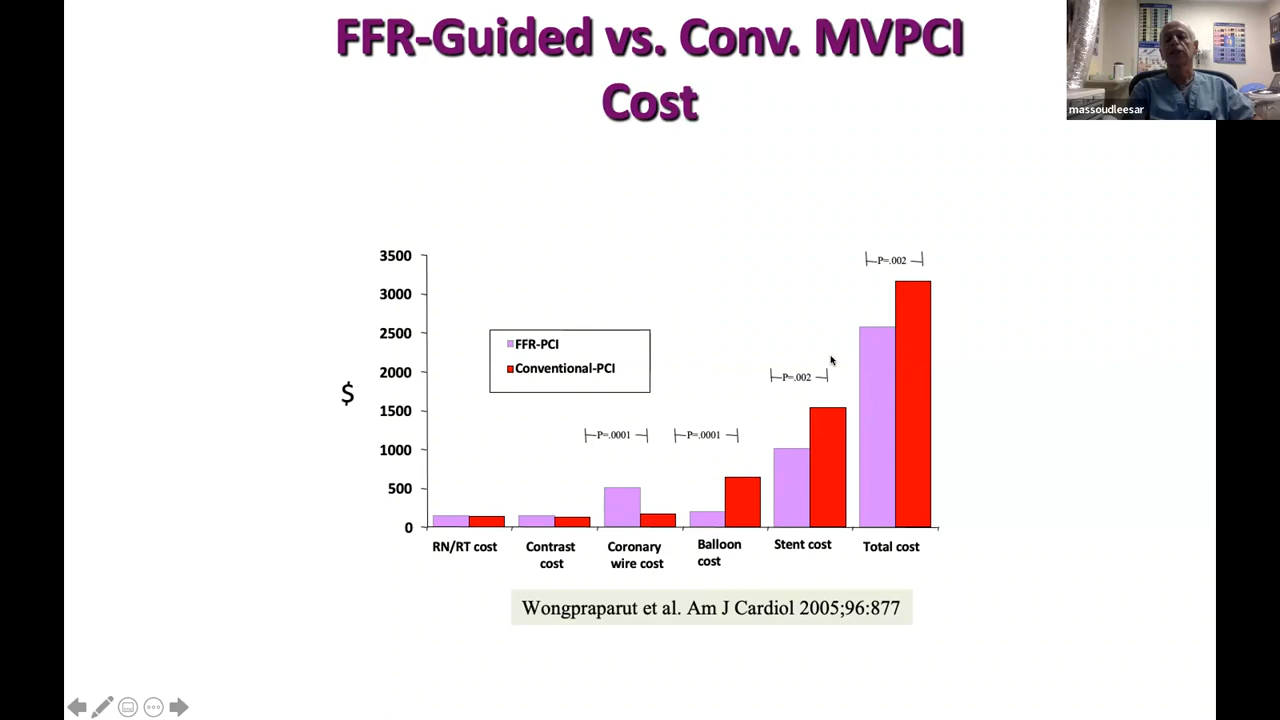 FFR-Guided vs. Conv. MVPCI
Cost
massoudleesar
3500
3000
2500
2000
1500
1000
500
0
$
FFR-PCI
Conventional-PCI
P=.0001
P=.0001
P=.002
P=.002
RN/RT cost
Contrast
cost
Coronary
wire cost
Balloon
cost
Stent cost
Total cost
Wongpraparut et al. Am J Cardiol 2005;96:877